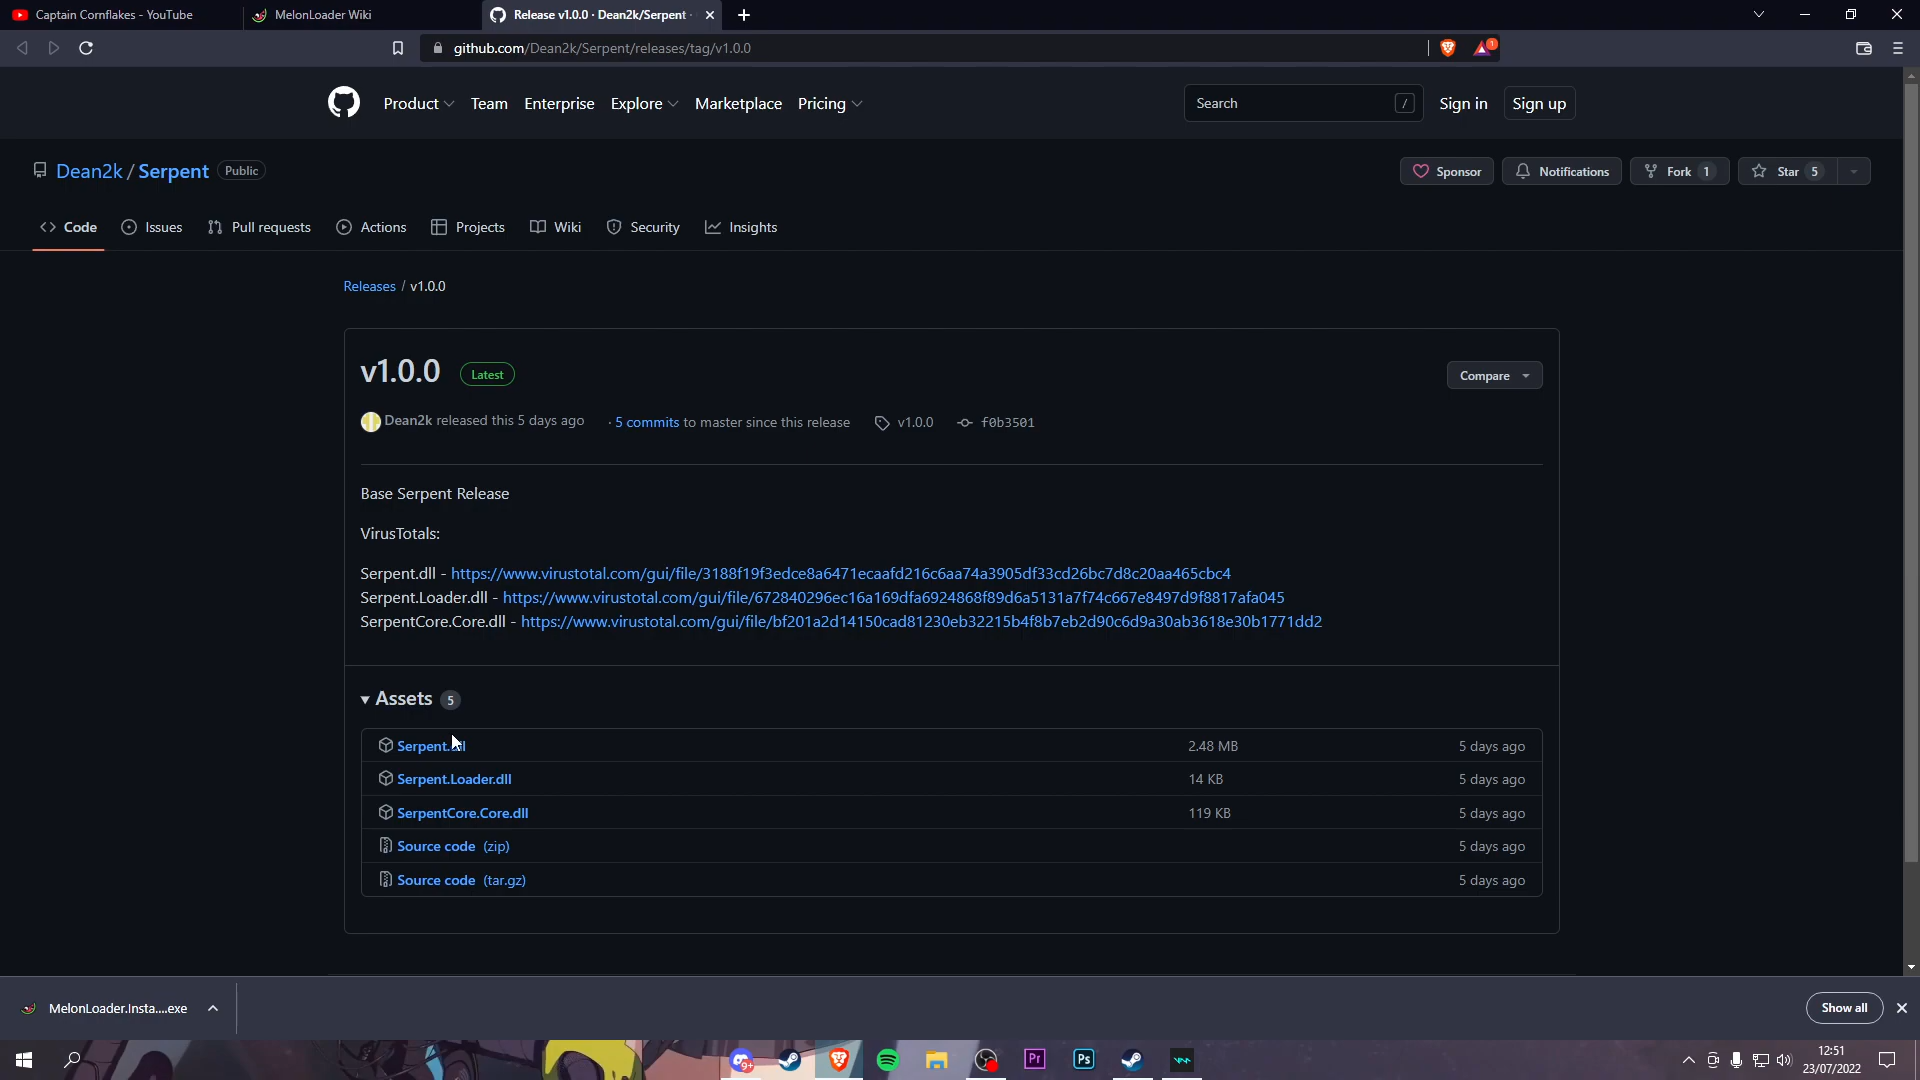 Captain Cornflakes - YouTube
MelonLoader Wiki
Release v1.0.0 · Dean2k/Serpent ·
github.com/Dean2k/Serpent/releases/tag/v1.0.0
1
Product Team Enterprise Explore Marketplace Pricing
Search /
Sign in Sign up
Dean2k / Serpent Public
Sponsor Notifications Fork 1 Star 5
Code Issues Pull requests Actions Projects Wiki Security Insights
Releases / v1.0.0
v1.0.0 Latest
Compare
Dean2k released this 5 days ago · 5 commits to master since this release v1.0.0 f0b3501
Base Serpent Release
VirusTotals:
Serpent.dll - https://www.virustotal.com/gui/file/3188f19f3edce8a6471ecaafd216c6aa74a3905df33cd26bc7d8c20aa465cbc4
Serpent.Loader.dll - https://www.virustotal.com/gui/file/672840296ec16a169dfa6924868f89d6a5131a7f74c667e8497d9f8817afa045
SerpentCore.Core.dll - https://www.virustotal.com/gui/file/bf201a2d14150cad81230eb32215b4f8b7eb2d90c6d9a30ab3618e30b1771dd2
Assets 5
Serpent.dll 2.48 MB 5 days ago
Serpent.Loader.dll 14 KB 5 days ago
SerpentCore.Core.dll 119 KB 5 days ago
Source code (zip) 5 days ago
Source code (tar.gz) 5 days ago
MelonLoader.Insta....exe
Show all
9+
Pr
Ps
12:51
23/07/2022